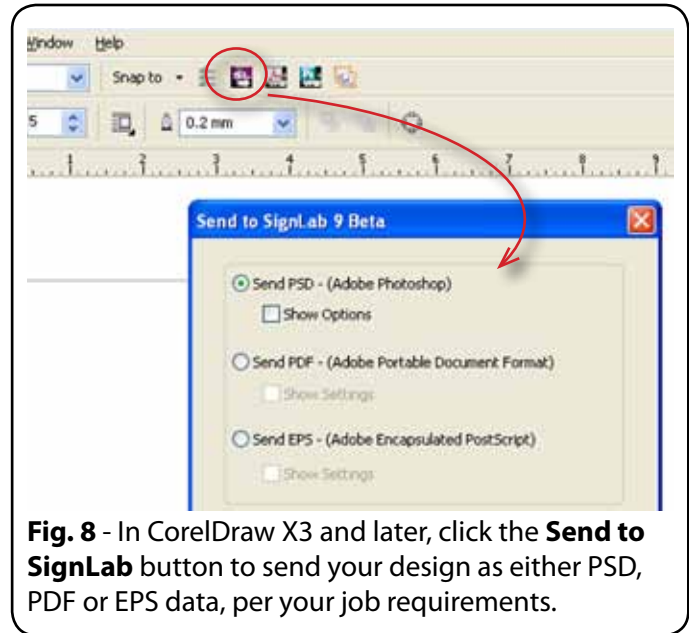 Window Help
Snap to
5 0.2 mm
1 2 3 4 5 6 7 8 9
Send to SignLab 9 Beta
Send PSD - (Adobe Photoshop)
Show Options
Send PDF - (Adobe Portable Document Format)
Show Settings
Send EPS - (Adobe Encapsulated PostScript)
Show Settings
Fig. 8 - In CorelDraw X3 and later, click the Send to
SignLab button to send your design as either PSD,
PDF or EPS data, per your job requirements.